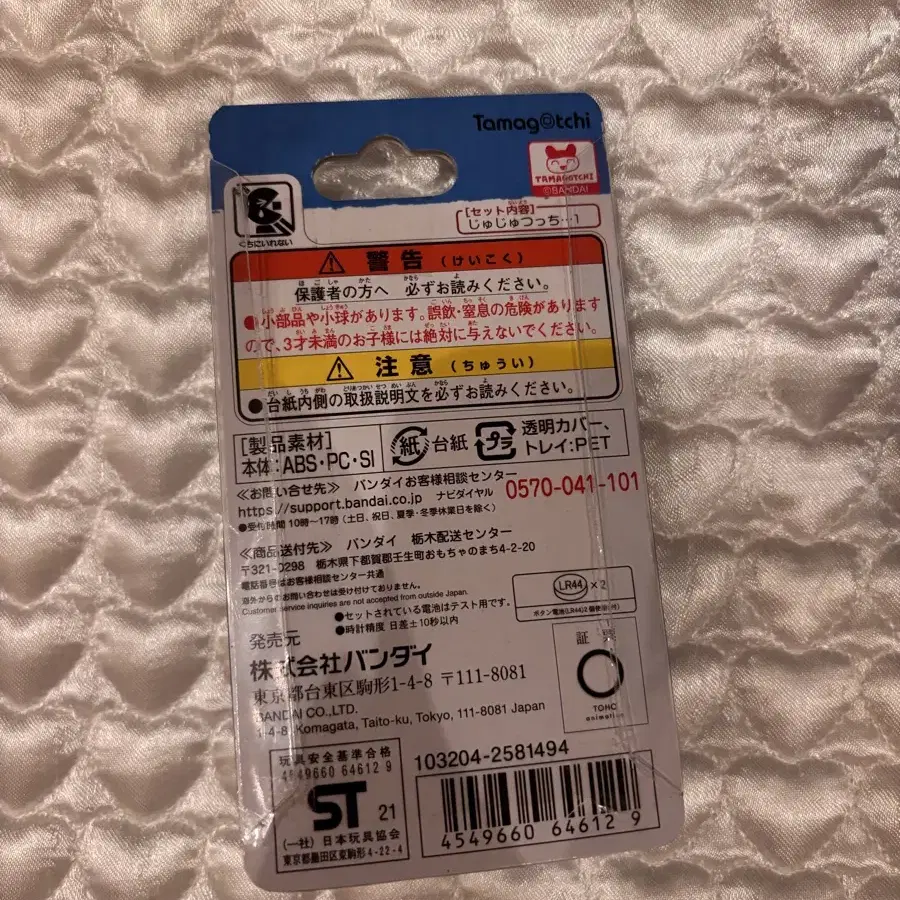 Tamagotchi
TAMAGOTCHI
©BANDAI
[セット内容]
じゅじゅつっち…1
くちにいれない
警告(けいこく)
保護者の方へ 必ずお読みください。
●小部品や小球があります。誤飲・窒息の危険があります
ので、3才未満のお子様には絶対に与えないでください。
注意(ちゅうい)
●台紙内側の取扱説明文を必ずお読みください。
[製品素材]
本体:ABS・PC・SI
紙 台紙
プラ 透明カバー、
トレイ:PET
≪お問い合せ先≫ バンダイお客様相談センター
https://support.bandai.co.jp ナビダイヤル 0570-041-101
●受付時間 10時〜17時(土日、祝日、夏季・冬季休業日を除く)
≪商品送付先≫ バンダイ 栃木配送センター
〒321-0298 栃木県下都賀郡壬生町おもちゃのまち4-2-20
電話番号はお客様相談センター共通
海外からのお問い合わせは受け付けておりません。
Customer service inquiries are not accepted from outside Japan.
●セットされている電池はテスト用です。
●時計精度 日差±10秒以内
LR44 ×2
ボタン電池(LR44)2個使用(付)
発売元
株式会社バンダイ
東京都台東区駒形1-4-8 〒111-8081
BANDAI CO.,LTD.
1-4-8, Komagata, Taito-ku, Tokyo, 111-8081 Japan
証 票
TOHO
animation
玩具安全基準合格
4549660 64612 9
ST 21
(一社)日本玩具協会
東京都墨田区東駒形4-22-4
103204-2581494
4549660 646129